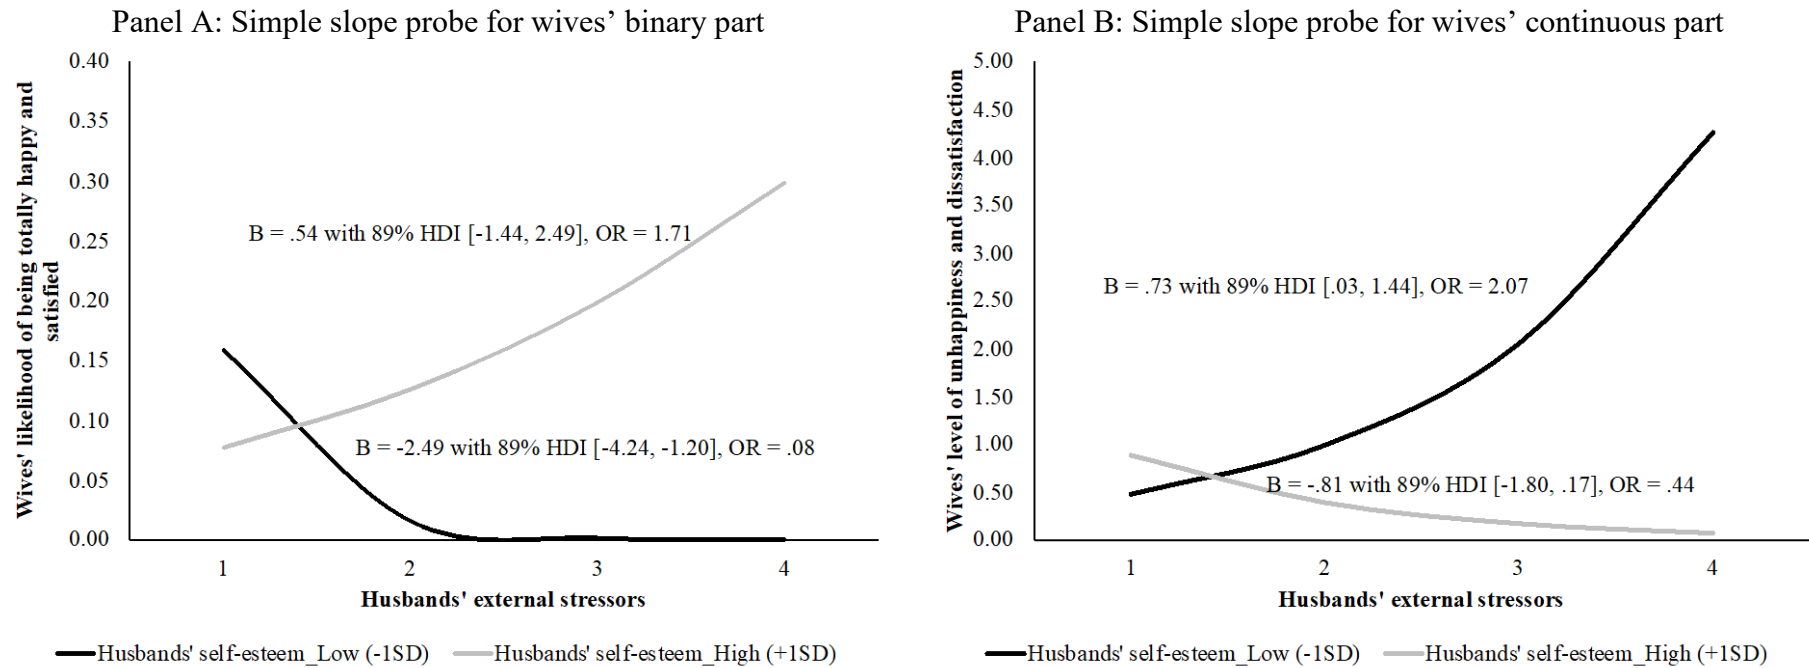 Panel A: Simple slope probe for wives’ binary part
Wives' likelihood of being totally happy and
satisfied
0.40
0.35
0.30
0.25
0.20
0.15
0.10
0.05
0.00
B = .54 with 89% HDI [-1.44, 2.49], OR = 1.71
B = -2.49 with 89% HDI [-4.24, -1.20], OR = .08
1 2 3 4
Husbands' external stressors
Husbands' self-esteem_Low (-1SD) Husbands' self-esteem_High (+1SD)
Panel B: Simple slope probe for wives’ continuous part
Wives' level of unhappiness and dissatisfaction
5.00
4.50
4.00
3.50
3.00
2.50
2.00
1.50
1.00
0.50
0.00
B = .73 with 89% HDI [.03, 1.44], OR = 2.07
B = -.81 with 89% HDI [-1.80, .17], OR = .44
1 2 3 4
Husbands' external stressors
Husbands' self-esteem_Low (-1SD) Husbands' self-esteem_High (+1SD)